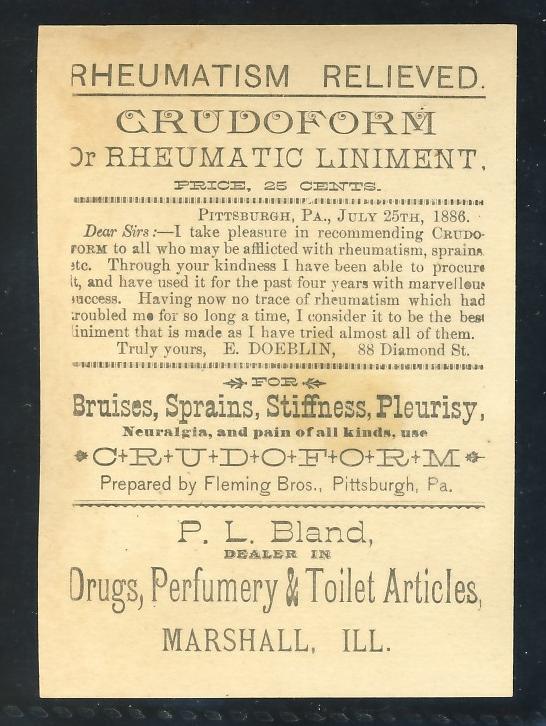 RHEUMATISM RELIEVED.
CRUDOFORM
Or RHEUMATIC LINIMENT.
PRICE, 25 CENTS.
PITTSBURGH, PA., JULY 25TH, 1886.
Dear Sirs :—I take pleasure in recommending CRUDO-
FORM to all who may be afflicted with rheumatism, sprains
etc. Through your kindness I have been able to procure
it, and have used it for the past four years with marvellous
success. Having now no trace of rheumatism which had
troubled me for so long a time, I consider it to be the best
liniment that is made as I have tried almost all of them.
Truly yours, E. DOEBLIN, 88 Diamond St.
FOR
Bruises, Sprains, Stiffness, Pleurisy,
Neuralgia, and pain of all kinds, use
C+R+U+D+O+F+O+R+M
Prepared by Fleming Bros., Pittsburgh, Pa.
P. L. Bland,
DEALER IN
Drugs, Perfumery & Toilet Articles,
MARSHALL, ILL.